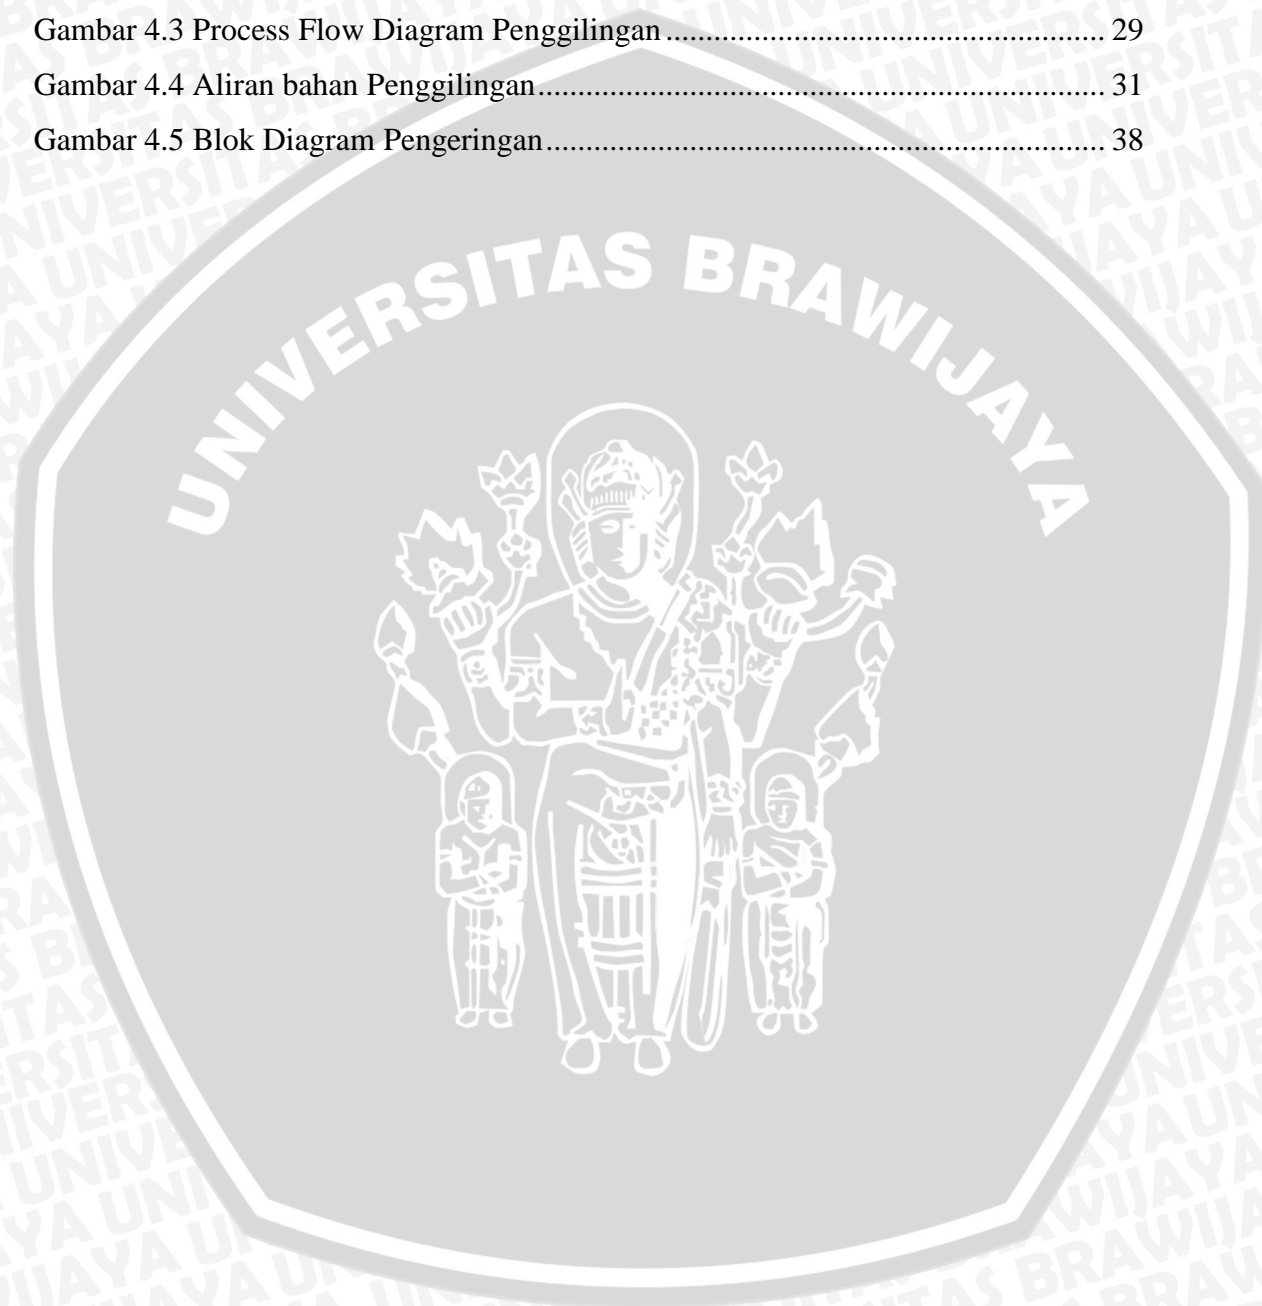 Gambar 4.3 Process Flow Diagram Penggilingan ....................................................... 29
Gambar 4.4 Aliran bahan Penggilingan....................................................................... 31
Gambar 4.5 Blok Diagram Pengeringan...................................................................... 38
UNIVERSITAS BRAWIJAYA